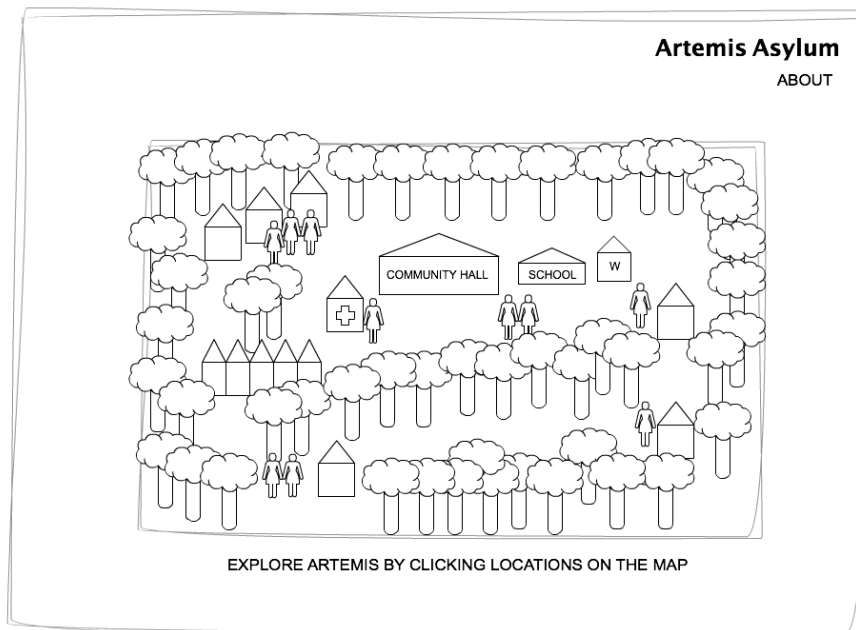 Artemis Asylum
ABOUT
COMMUNITY HALL
SCHOOL
W
EXPLORE ARTEMIS BY CLICKING LOCATIONS ON THE MAP